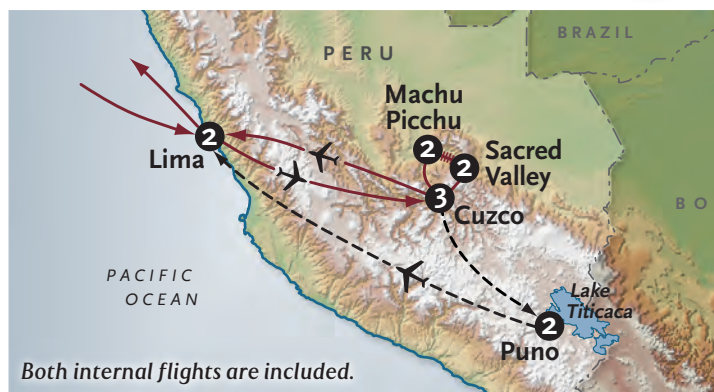 BRAZIL
PERU
Machu
Picchu
2
Sacred
Valley
2
2
Lima
3
Cuzco
BO
PACIFIC
OCEAN
Lake
Titicaca
2
Puno
Both internal flights are included.